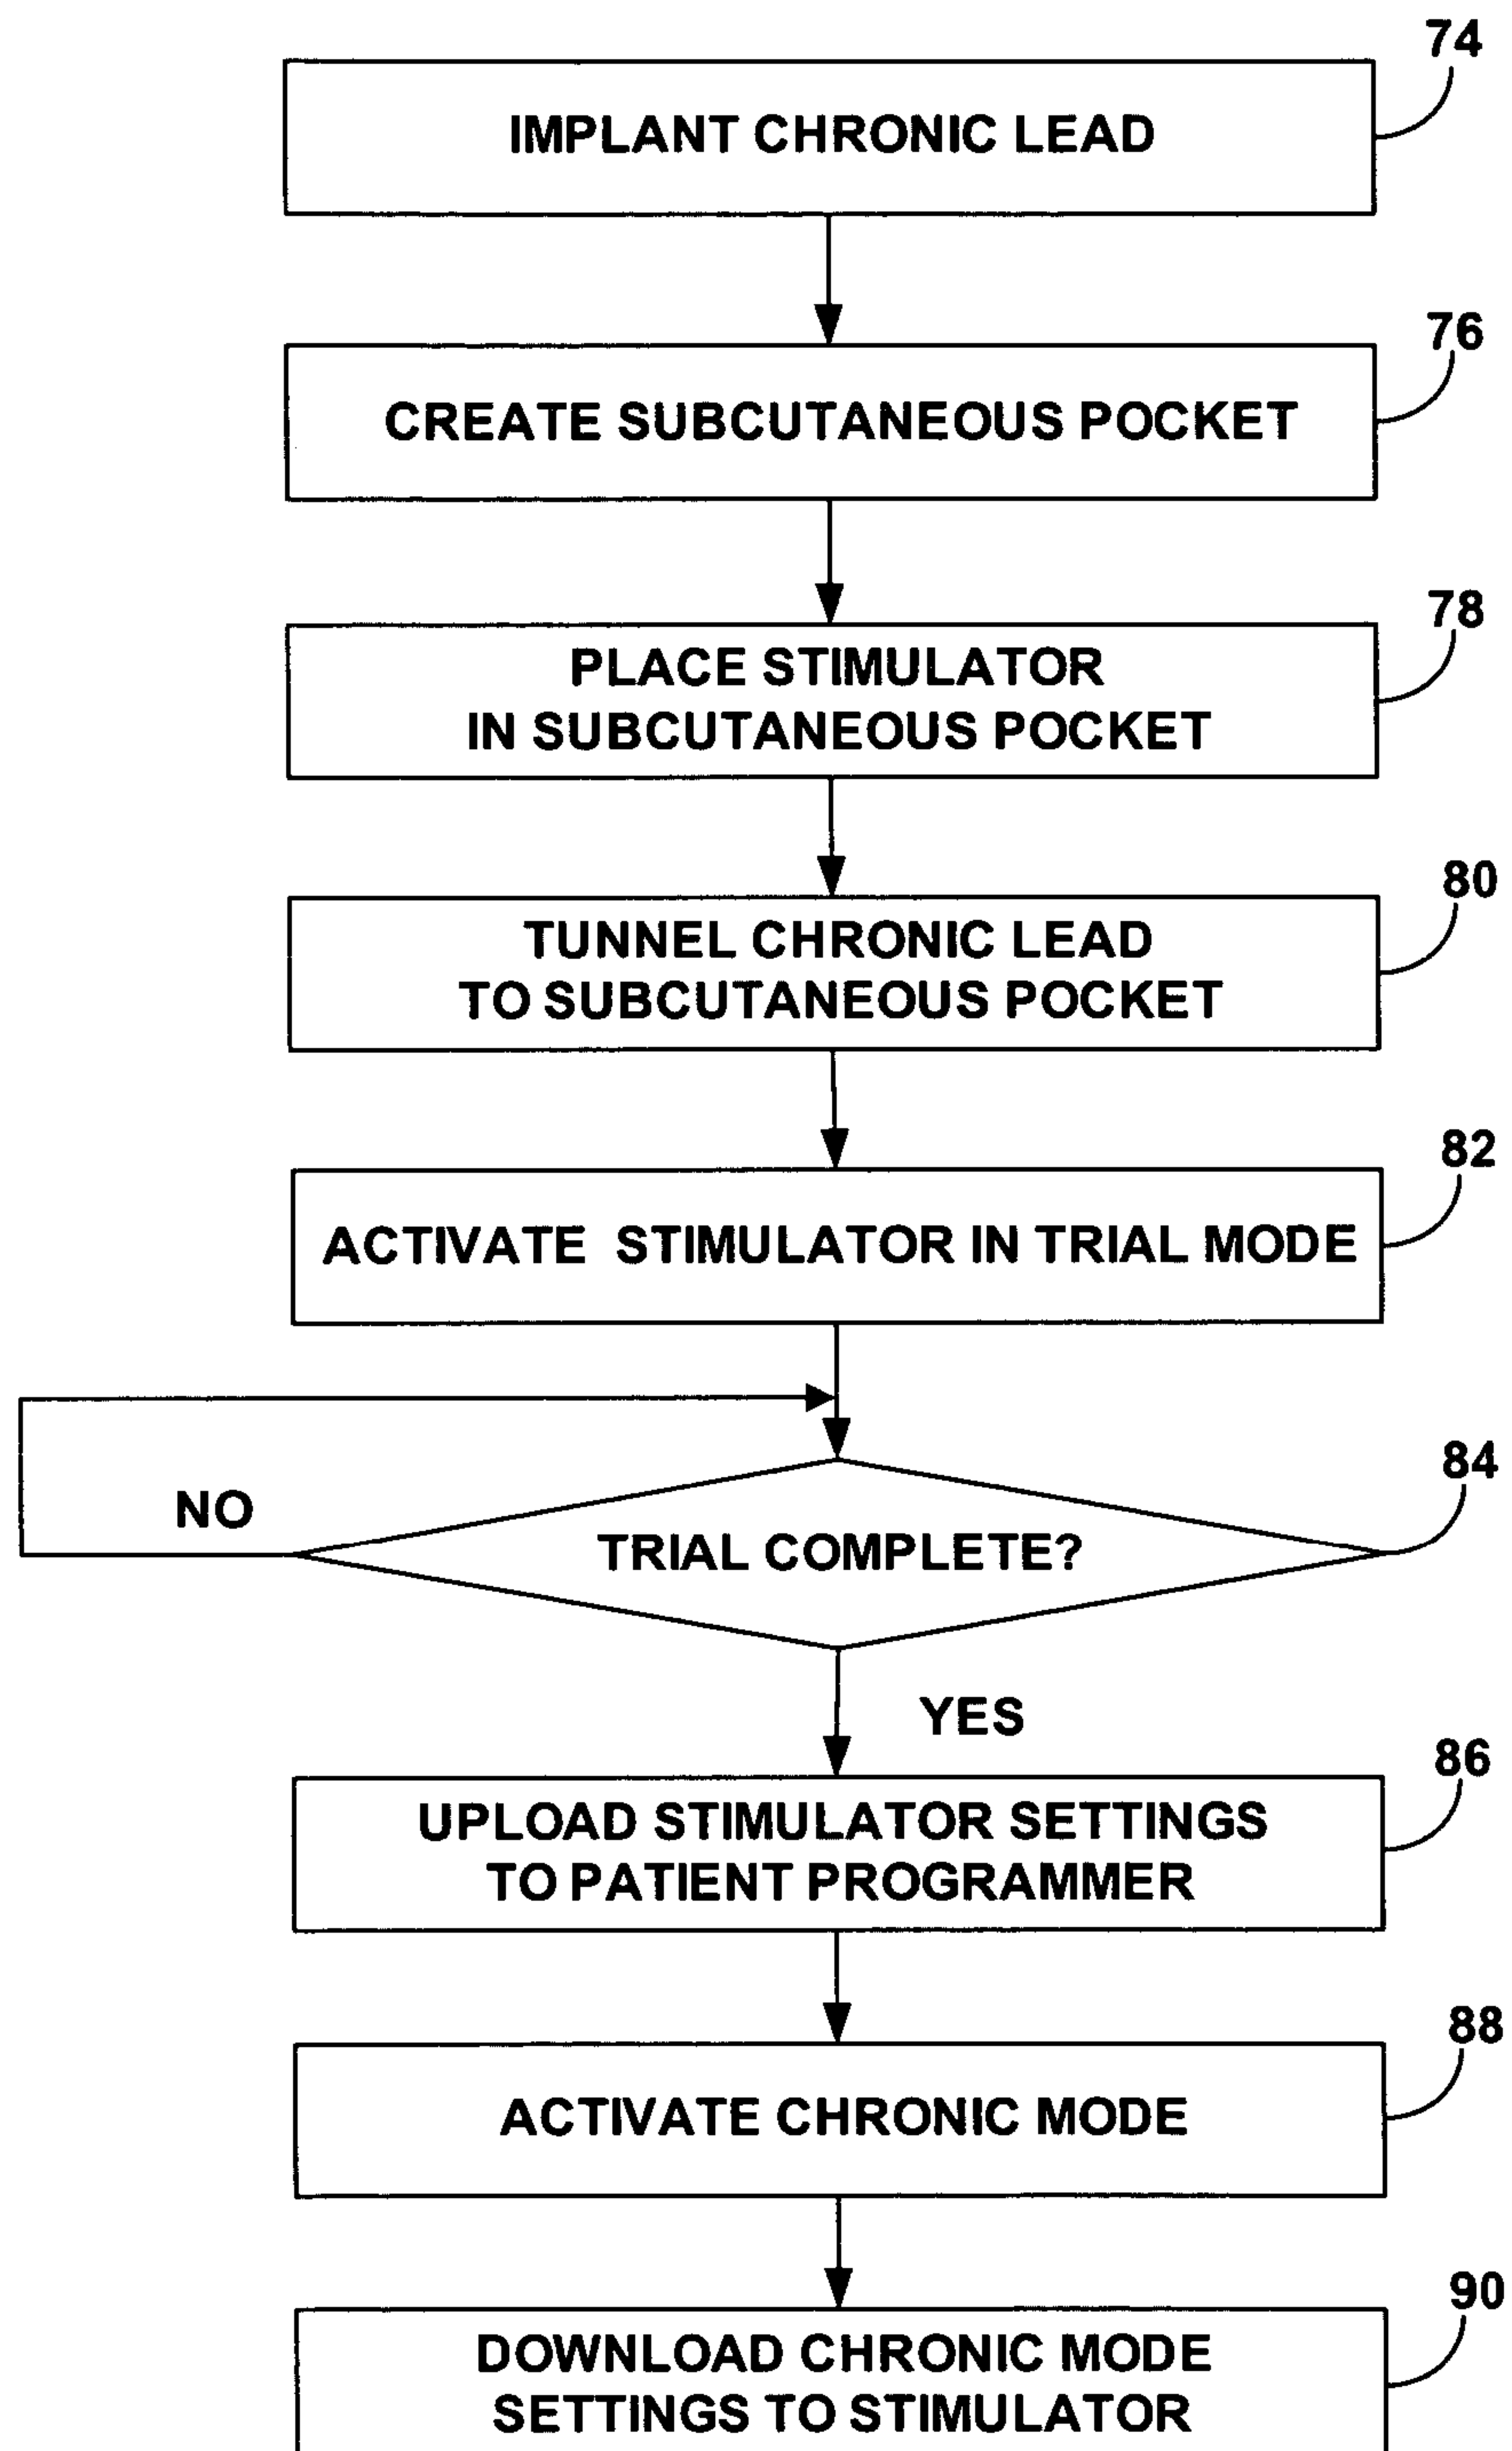 74
IMPLANT CHRONIC LEAD
76
CREATE SUBCUTANEOUS POCKET
78
PLACE STIMULATOR
IN SUBCUTANEOUS POCKET
80
TUNNEL CHRONIC LEAD
TO SUBCUTANEOUS POCKET
82
ACTIVATE STIMULATOR IN TRIAL MODE
84
NO
TRIAL COMPLETE?
YES
86
UPLOAD STIMULATOR SETTINGS
TO PATIENT PROGRAMMER
88
ACTIVATE CHRONIC MODE
90
DOWNLOAD CHRONIC MODE
SETTINGS TO STIMULATOR